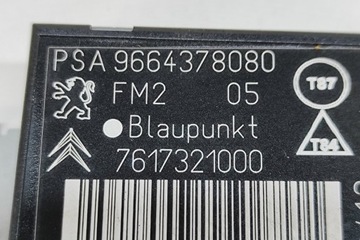 PSA 9664378080
FM2 05
Blaupunkt
7617321000
T87
T84